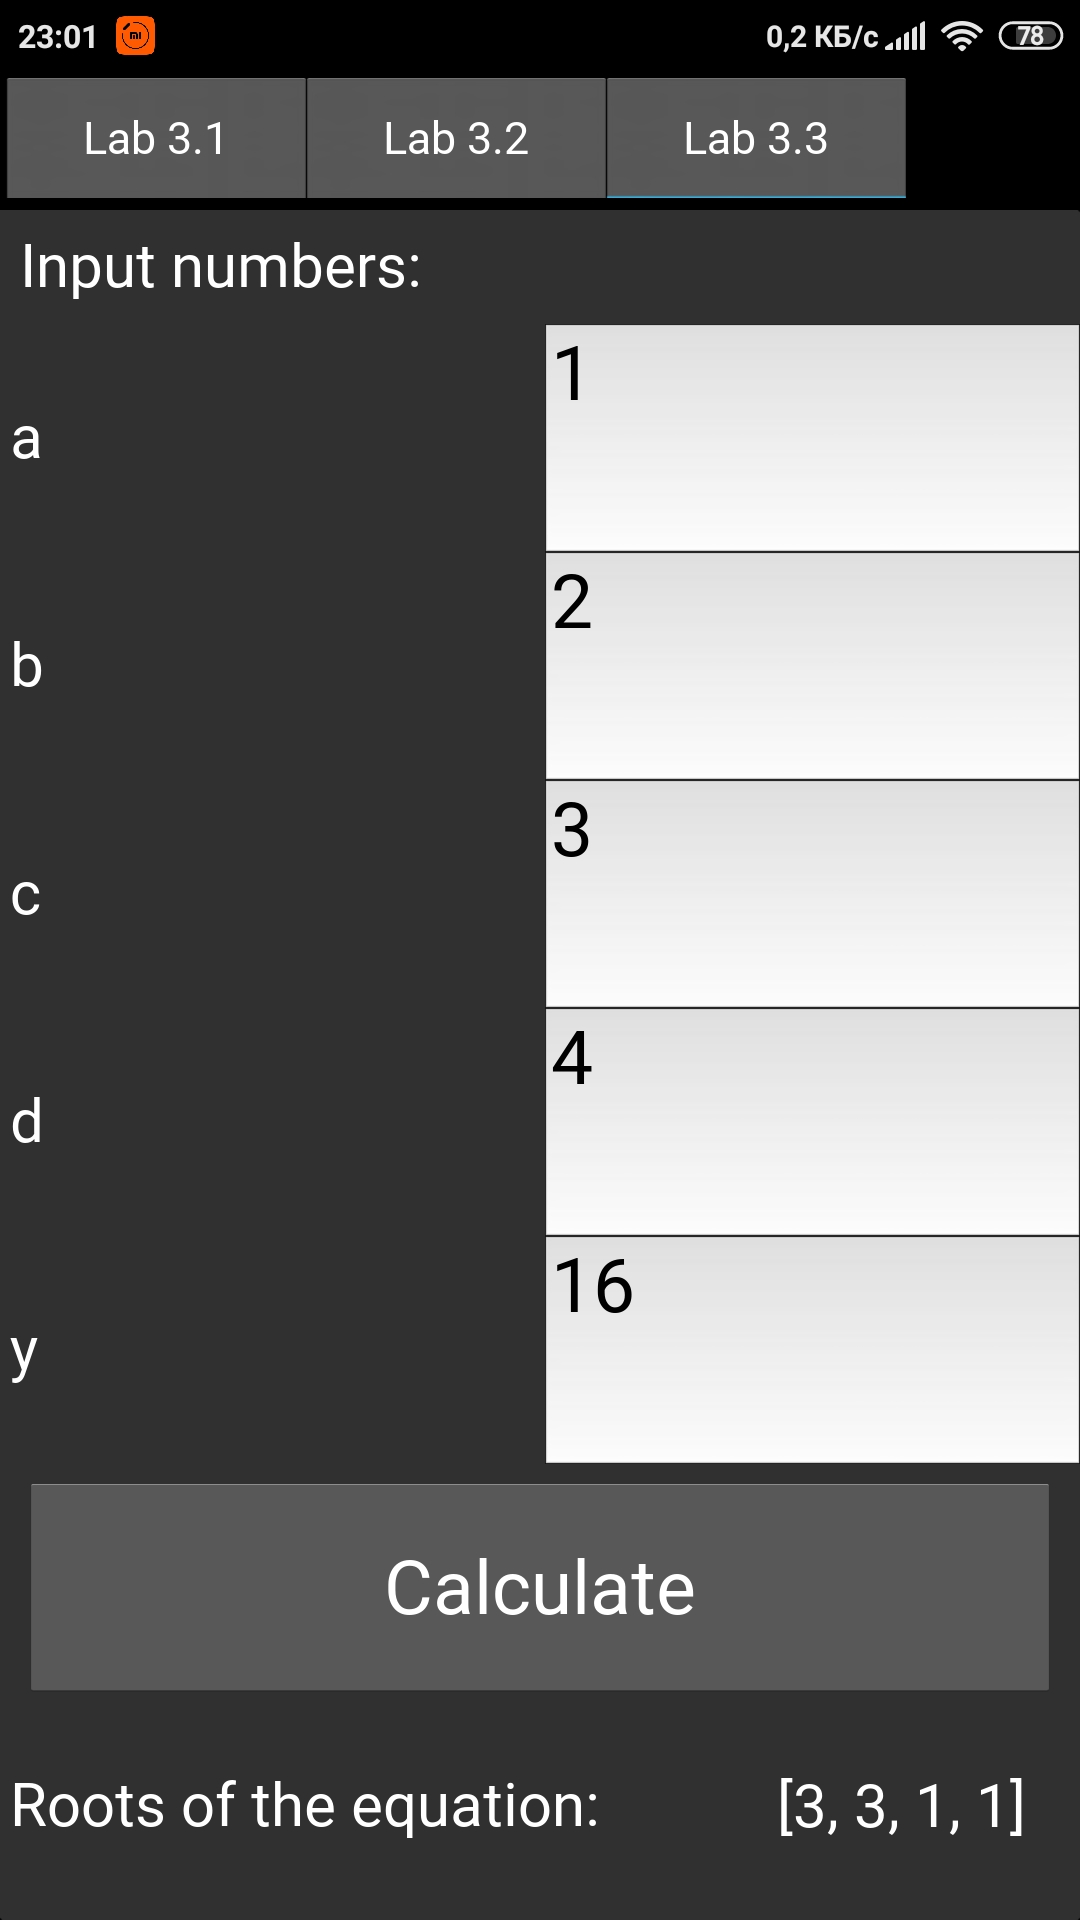 23:01 mi 0,2 КБ/с 78
Lab 3.1 Lab 3.2 Lab 3.3
Input numbers:
a 1
b 2
c 3
d 4
y 16
Calculate
Roots of the equation: [3, 3, 1, 1]